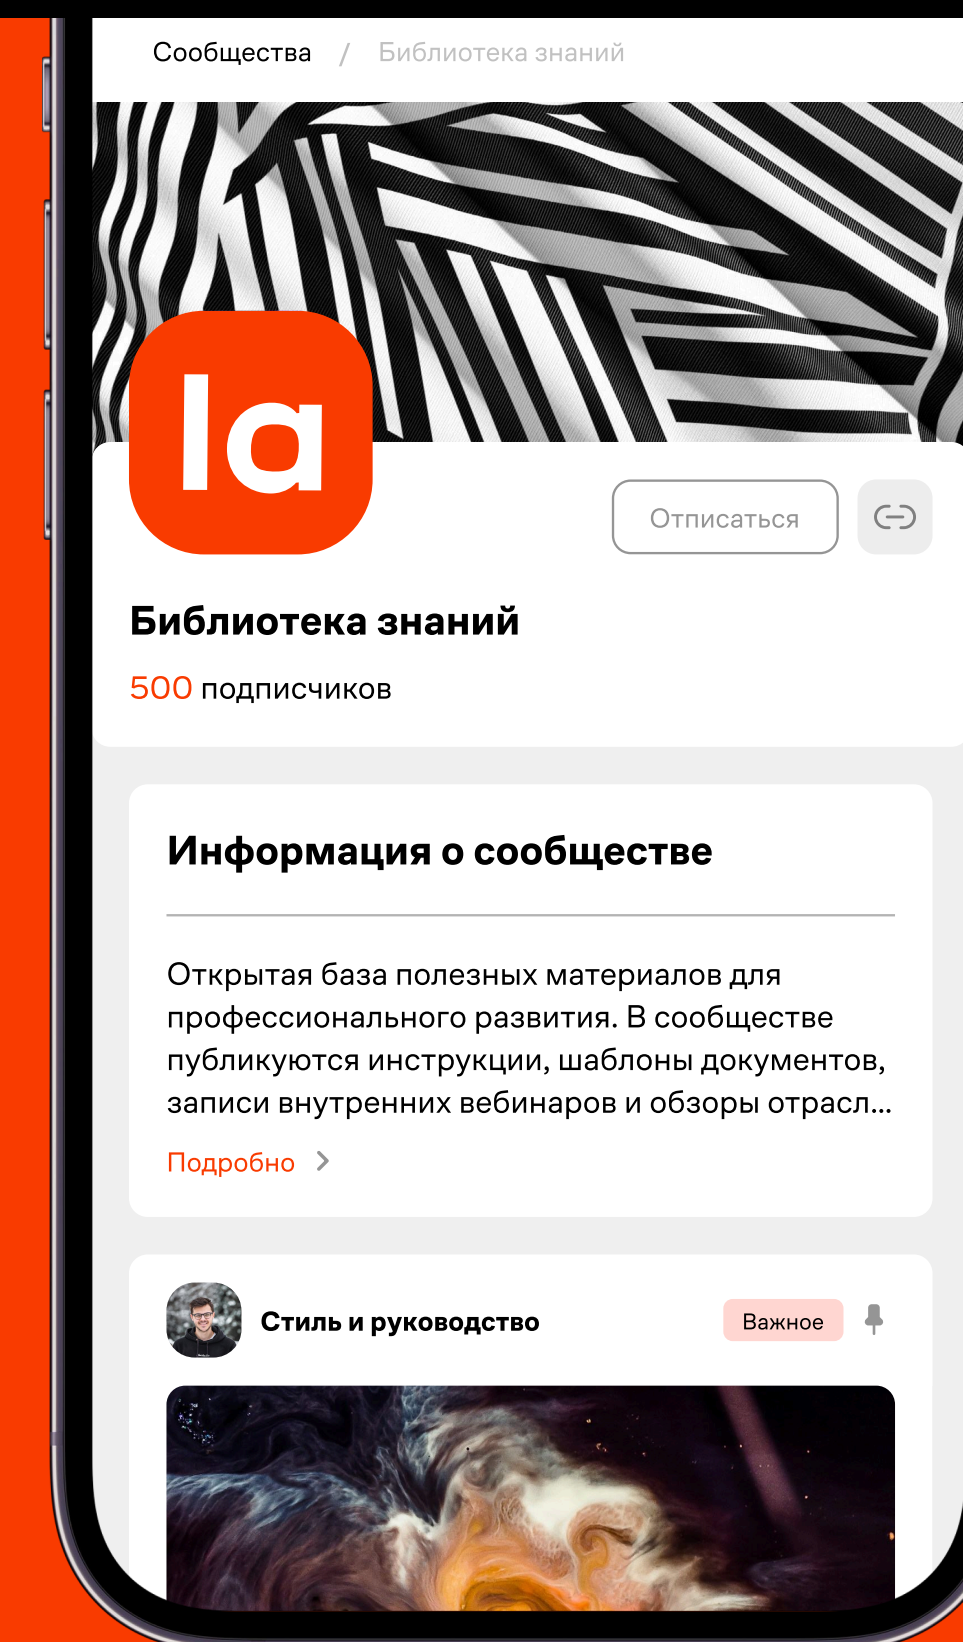 Сообщества / Библиотека знаний
la
Отписаться
Библиотека знаний
500 подписчиков
Информация о сообществе
Открытая база полезных материалов для
профессионального развития. В сообществе
публикуются инструкции, шаблоны документов,
записи внутренних вебинаров и обзоры отрасл...
Подробно
Стиль и руководство
Важное